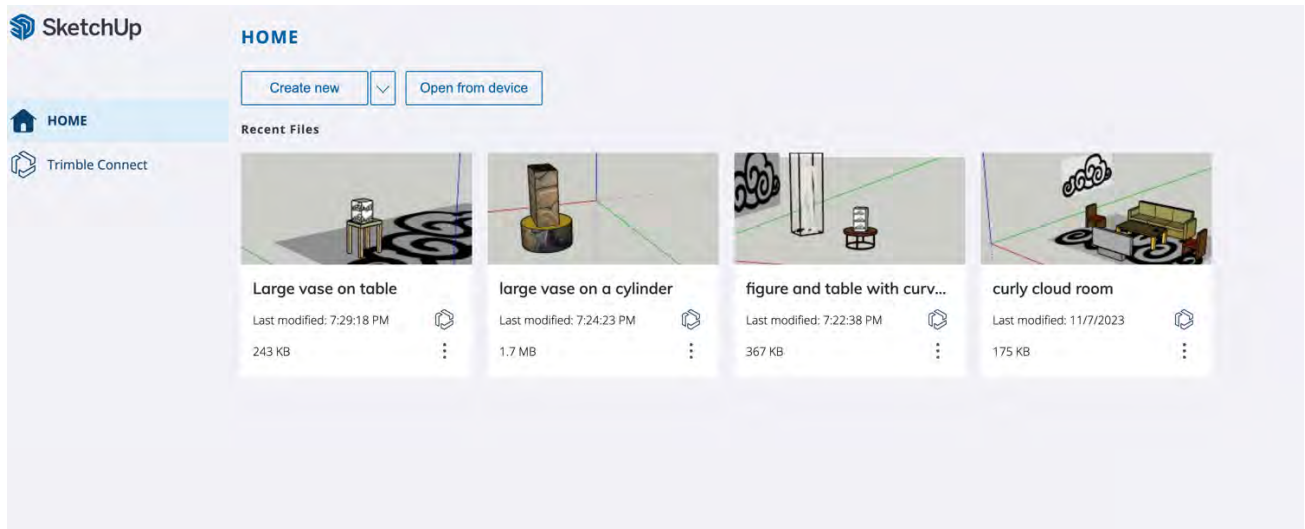 SketchUp
HOME
Create new
Open from device
HOME
Recent Files
Trimble Connect
Large vase on table
Last modified: 7:29:18 PM
243 KB
large vase on a cylinder
Last modified: 7:24:23 PM
1.7 MB
figure and table with curv...
Last modified: 7:22:38 PM
367 KB
curly cloud room
Last modified: 11/7/2023
175 KB